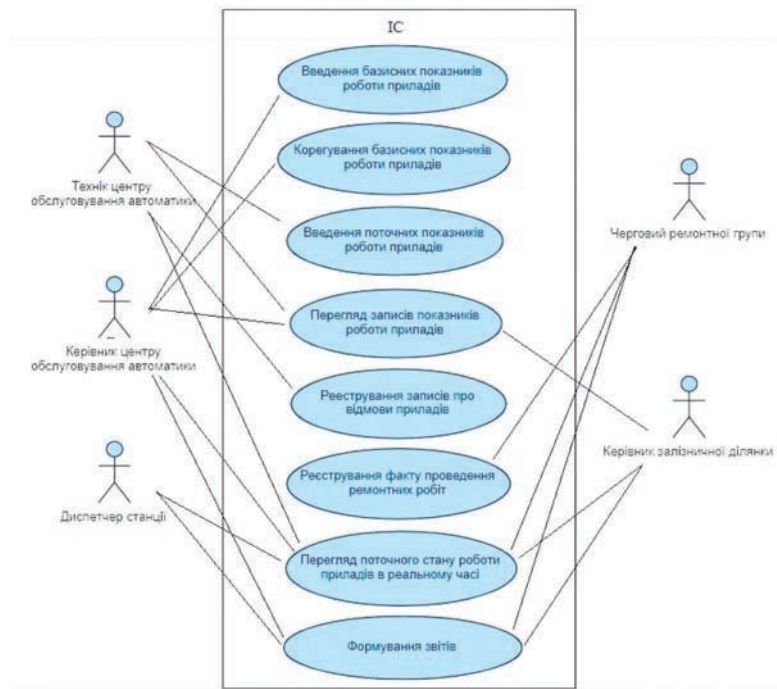 ІС
Введення базисних показників
роботи приладів
Корегування базисних показників
роботи приладів
Введення поточних показників
роботи приладів
Перегляд записів показників
роботи приладів
Реєстрування записів про
відмови приладів
Реєстрування факту проведення
ремонтних робіт
Перегляд поточного стану роботи
приладів в реальному часі
Формування звітів
Технік центру
обслуговування автоматики
Керівник центру
обслуговування автоматики
Диспетчер станції
Черговий ремонтної групи
Керівник залізничної ділянки